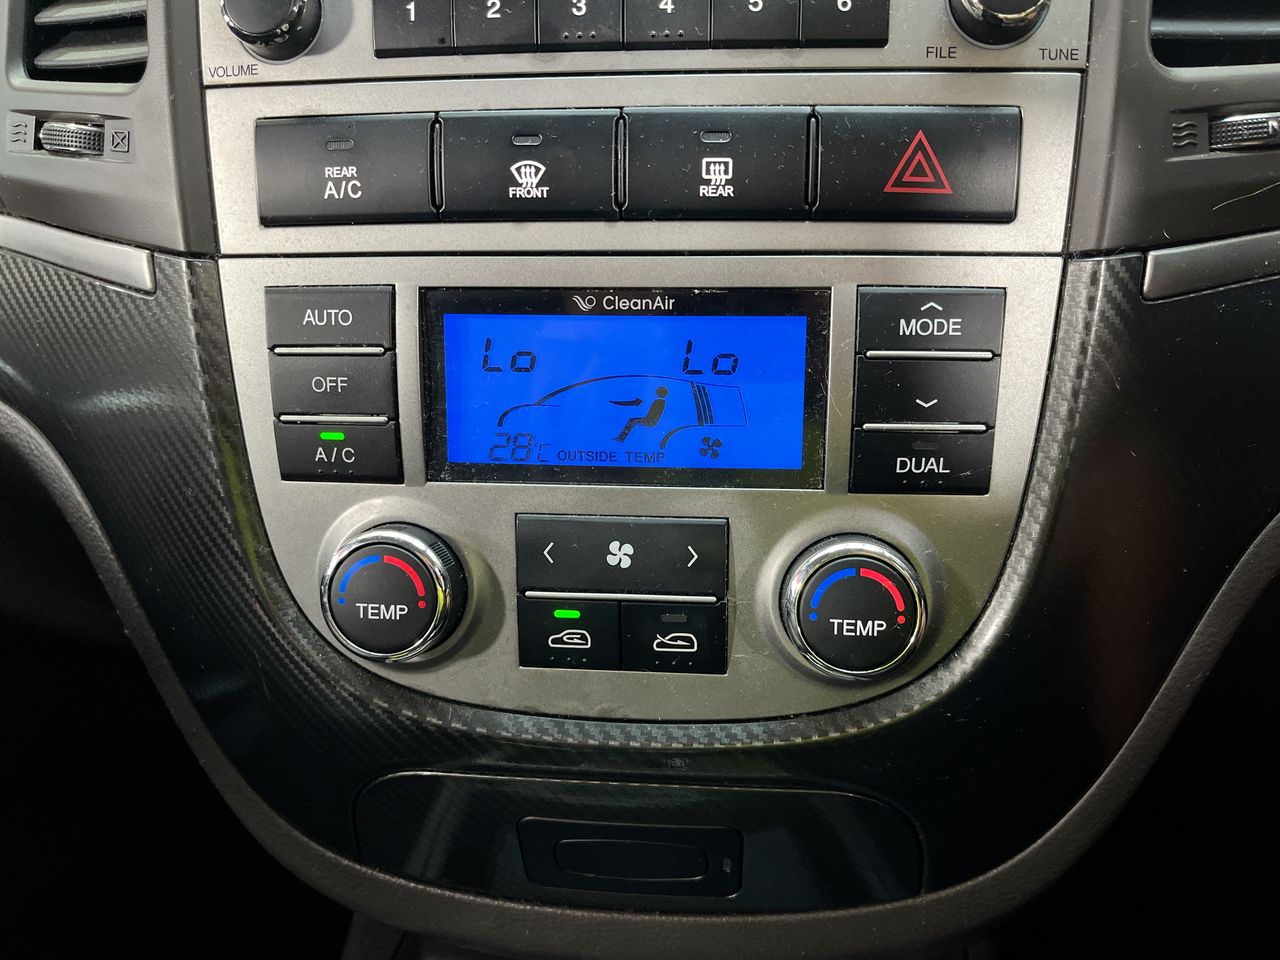 1 2 3 4 5 6
VOLUME
FILE TUNE
REAR A/C
FRONT
REAR
CleanAir
AUTO
OFF
A/C
Lo Lo
28°C OUTSIDE TEMP
MODE
DUAL
TEMP
TEMP